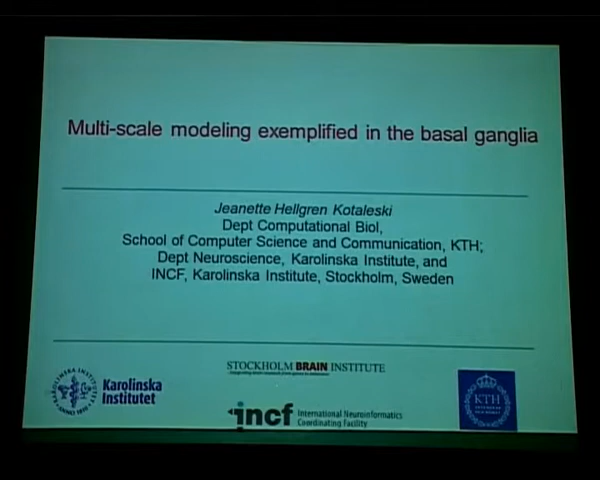 Multi-scale modeling exemplified in the basal ganglia
Jeanette Hellgren Kotaleski
Dept Computational Biol,
School of Computer Science and Communication, KTH;
Dept Neuroscience, Karolinska Institute, and
INCF, Karolinska Institute, Stockholm, Sweden
STOCKHOLM BRAIN INSTITUTE
Karolinska
Institutet
incf International Neuroinformatics
Coordinating Facility
KTH